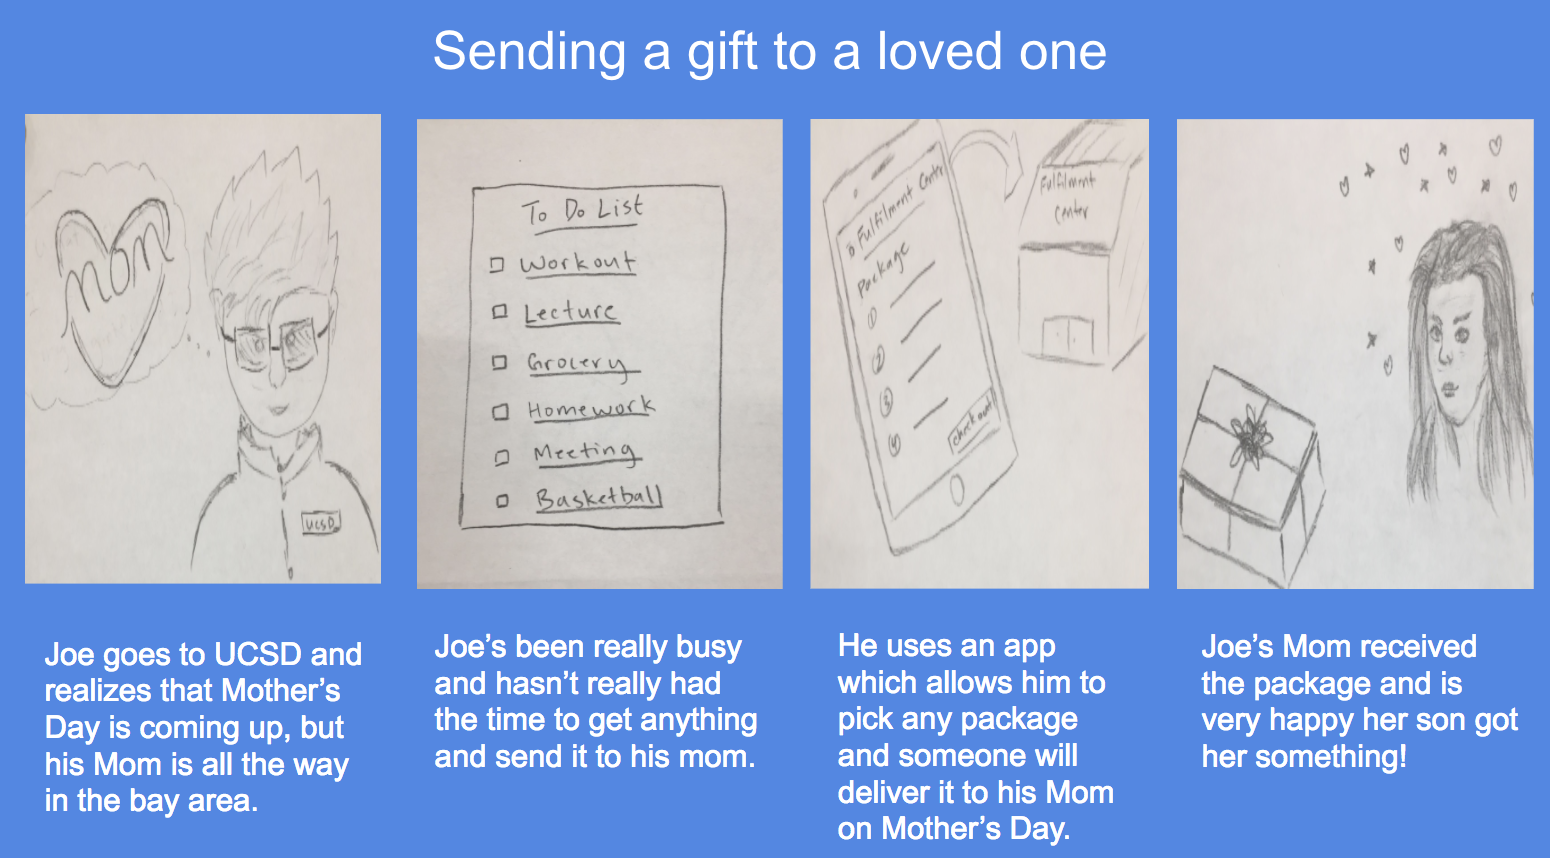 Sending a gift to a loved one
mom
UCSD
Joe goes to UCSD and
realizes that Mother’s
Day is coming up, but
his Mom is all the way
in the bay area.
To Do List
Workout
Lecture
Grocery
Homework
Meeting
Basketball
Joe’s been really busy
and hasn’t really had
the time to get anything
and send it to his mom.
Fulfilment Center
Package
1
2
3
4
checkout
Fulfilment
Center
He uses an app
which allows him to
pick any package
and someone will
deliver it to his Mom
on Mother’s Day.
Joe’s Mom received
the package and is
very happy her son got
her something!